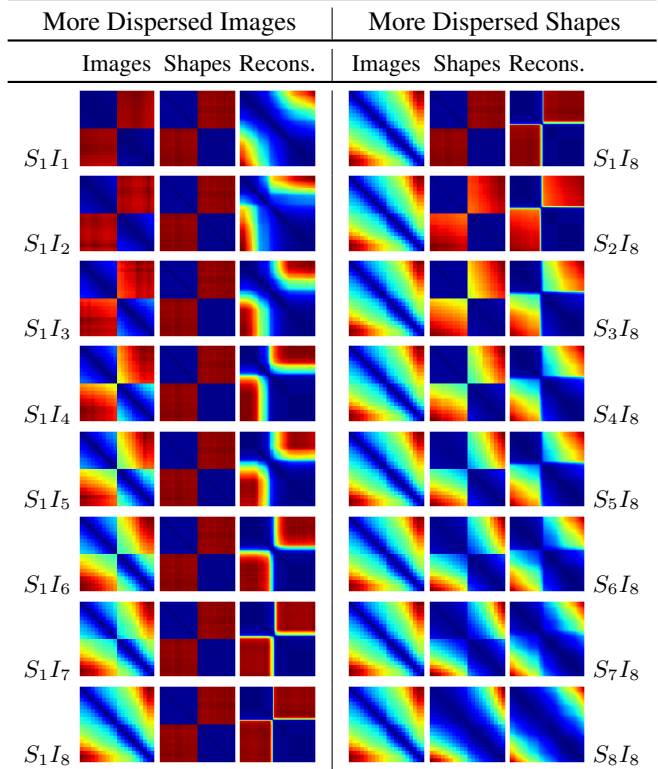 More Dispersed Images More Dispersed Shapes
Images Shapes Recons. Images Shapes Recons.
S₁I₁ S₁I₈
S₁I₂ S₂I₈
S₁I₃ S₃I₈
S₁I₄ S₄I₈
S₁I₅ S₅I₈
S₁I₆ S₆I₈
S₁I₇ S₇I₈
S₁I₈ S₈I₈